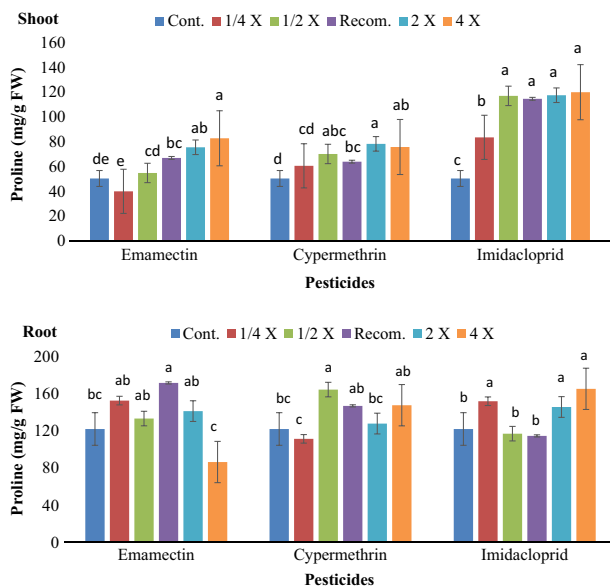 Shoot
Cont. 1/4 X 1/2 X Recom. 2 X 4 X
Proline (mg/g FW)
160
140
120
100
80
60
40
20
0
de e cd bc ab a
d cd abc bc a ab
c b a a a a
Emamectin Cypermethrin Imidacloprid
Pesticides
Root
Cont. 1/4 X 1/2 X Recom. 2 X 4 X
Proline (mg/g FW)
200
160
120
80
40
0
bc ab ab a ab c
bc c a ab bc ab
b a b b a a
Emamectin Cypermethrin Imidacloprid
Pesticides